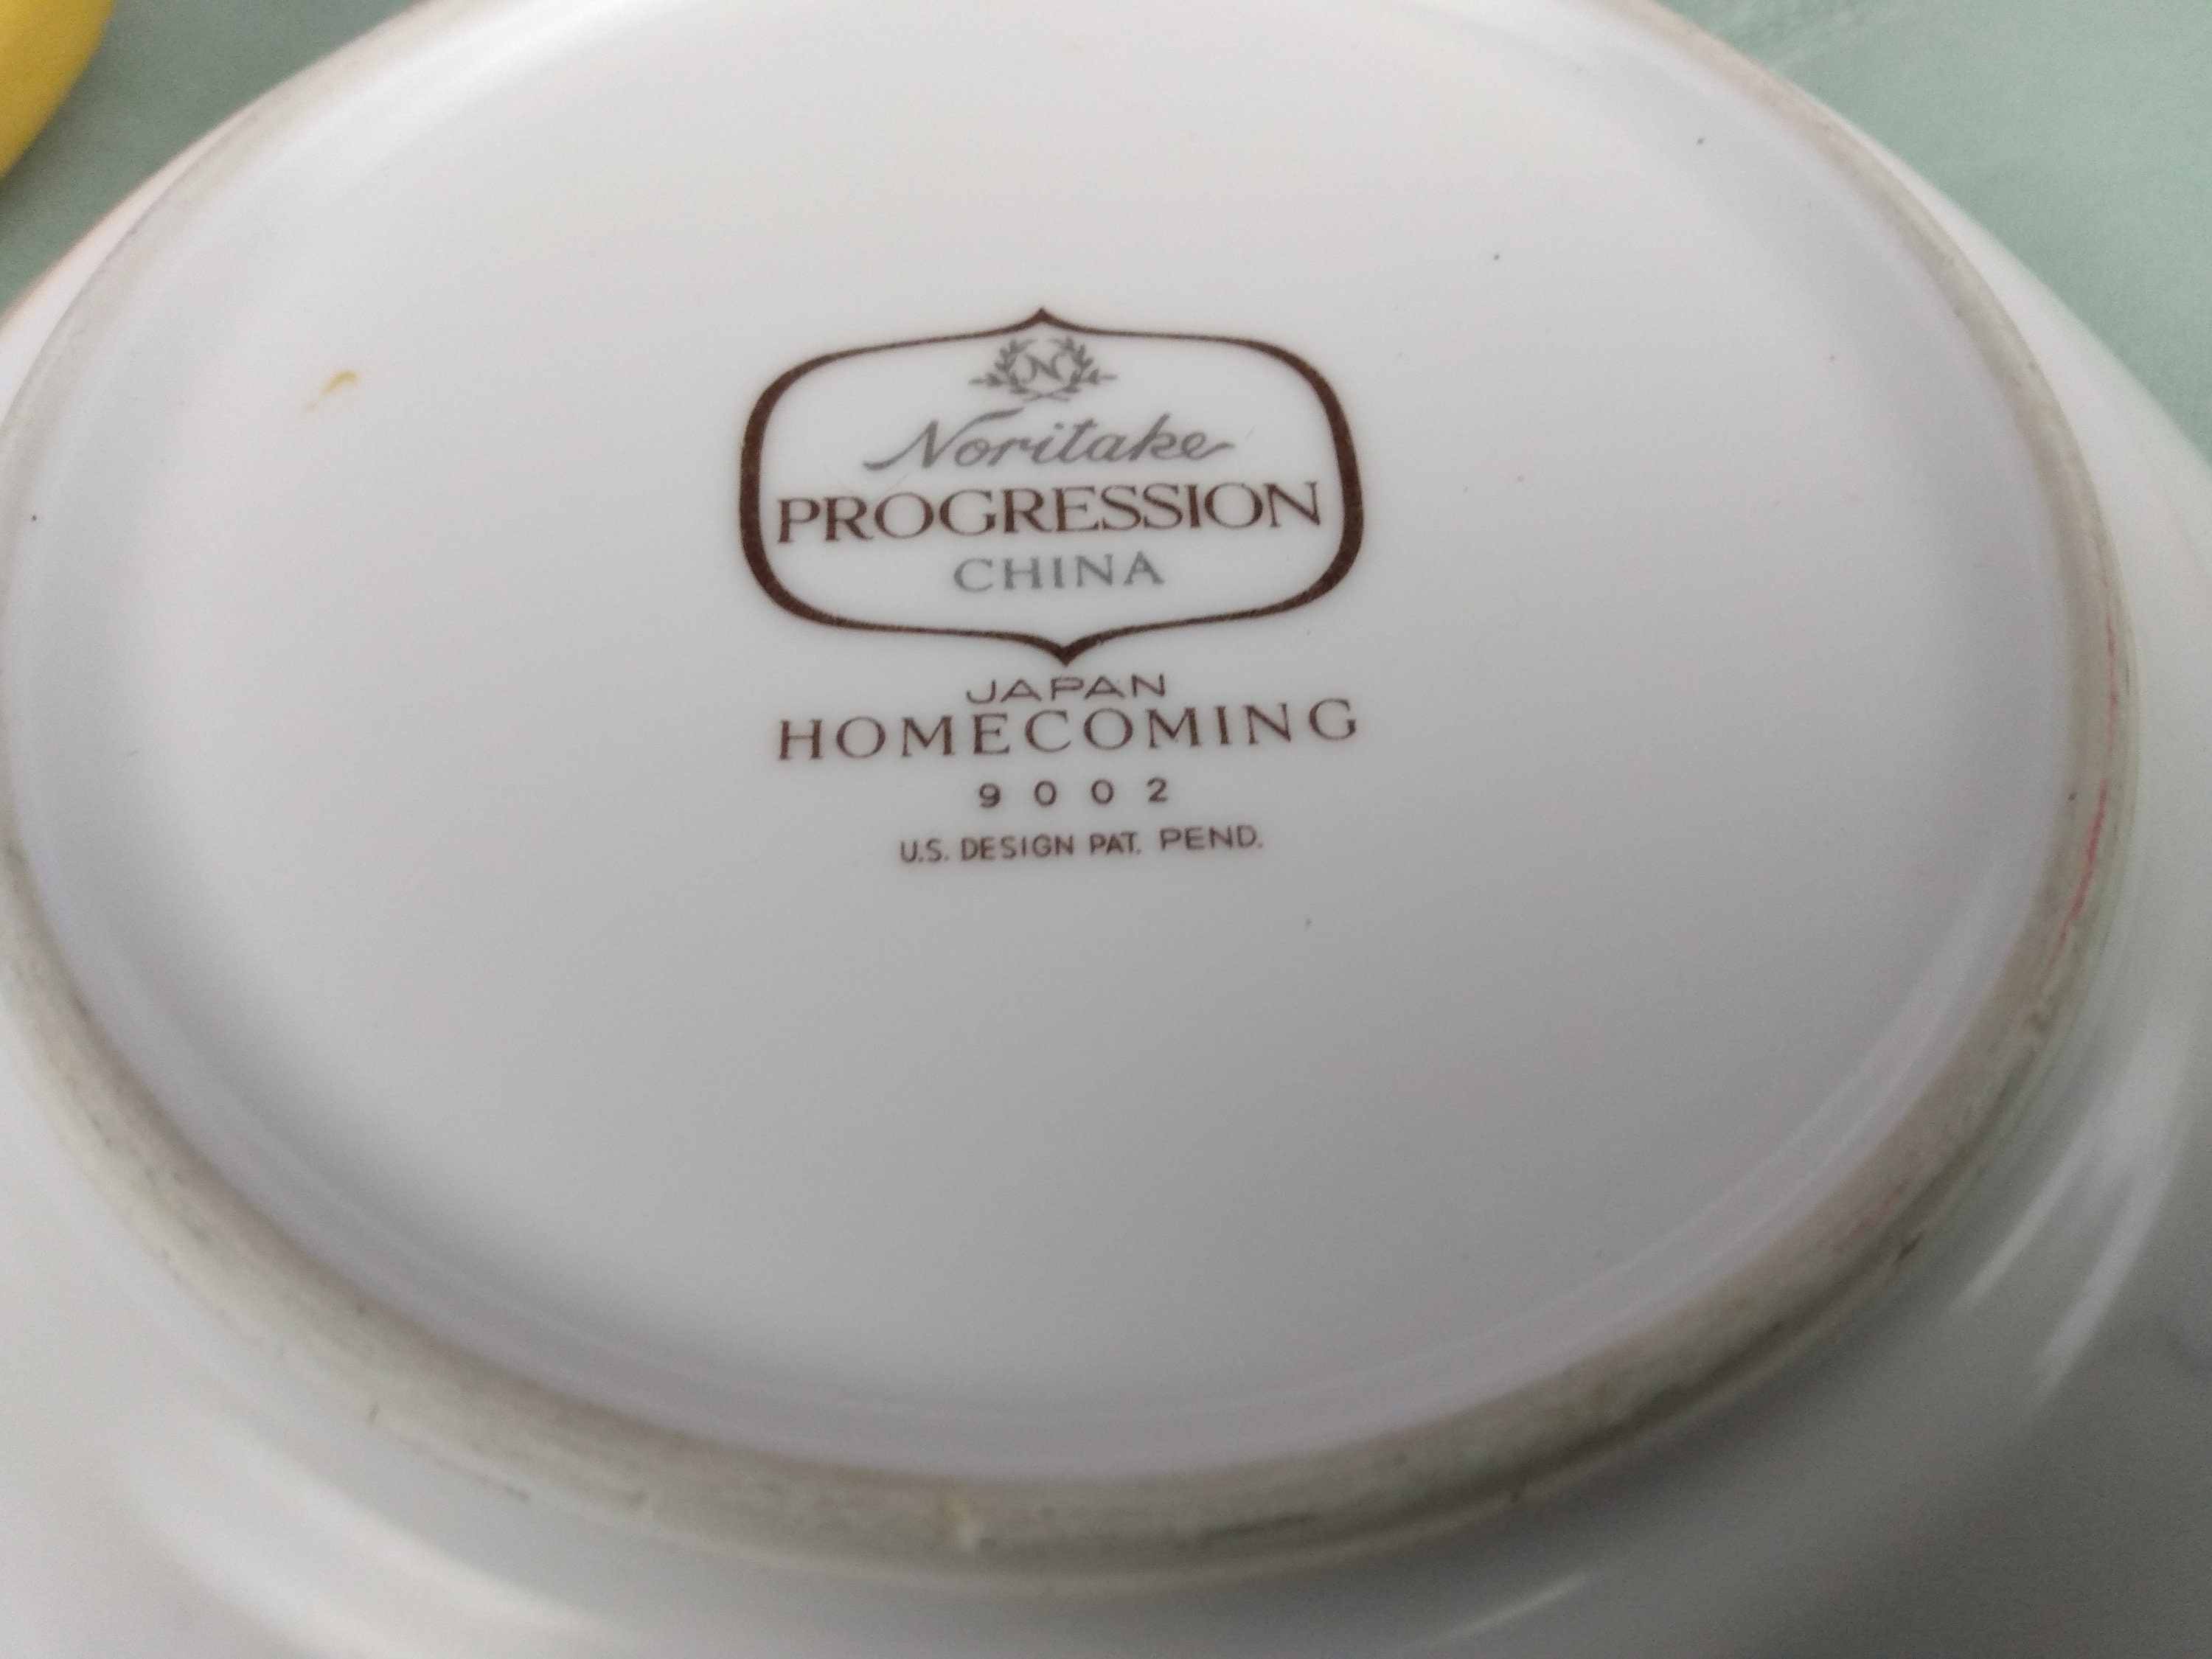 N
Noritake
PROGRESSION
CHINA
JAPAN
HOMECOMING
9002
U.S. DESIGN PAT. PEND.